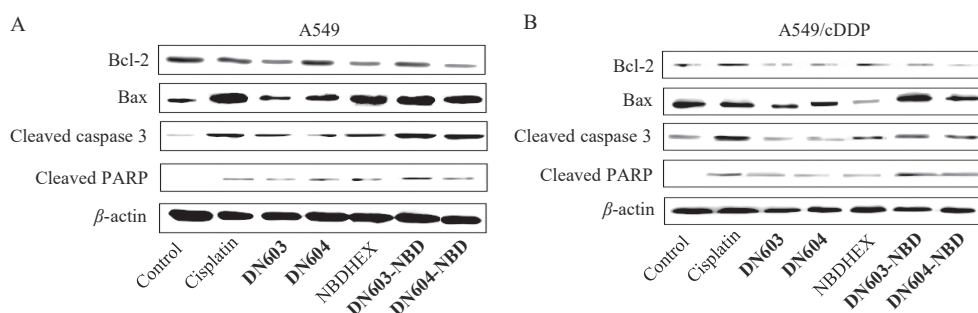 A
A549
Bcl-2
Bax
Cleaved caspase 3
Cleaved PARP
β-actin
Control
Cisplatin
DN603
DN604
NBDHEX
DN603-NBD
DN604-NBD
B
A549/cDDP
Bcl-2
Bax
Cleaved caspase 3
Cleaved PARP
β-actin
Control
Cisplatin
DN603
DN604
NBDHEX
DN603-NBD
DN604-NBD